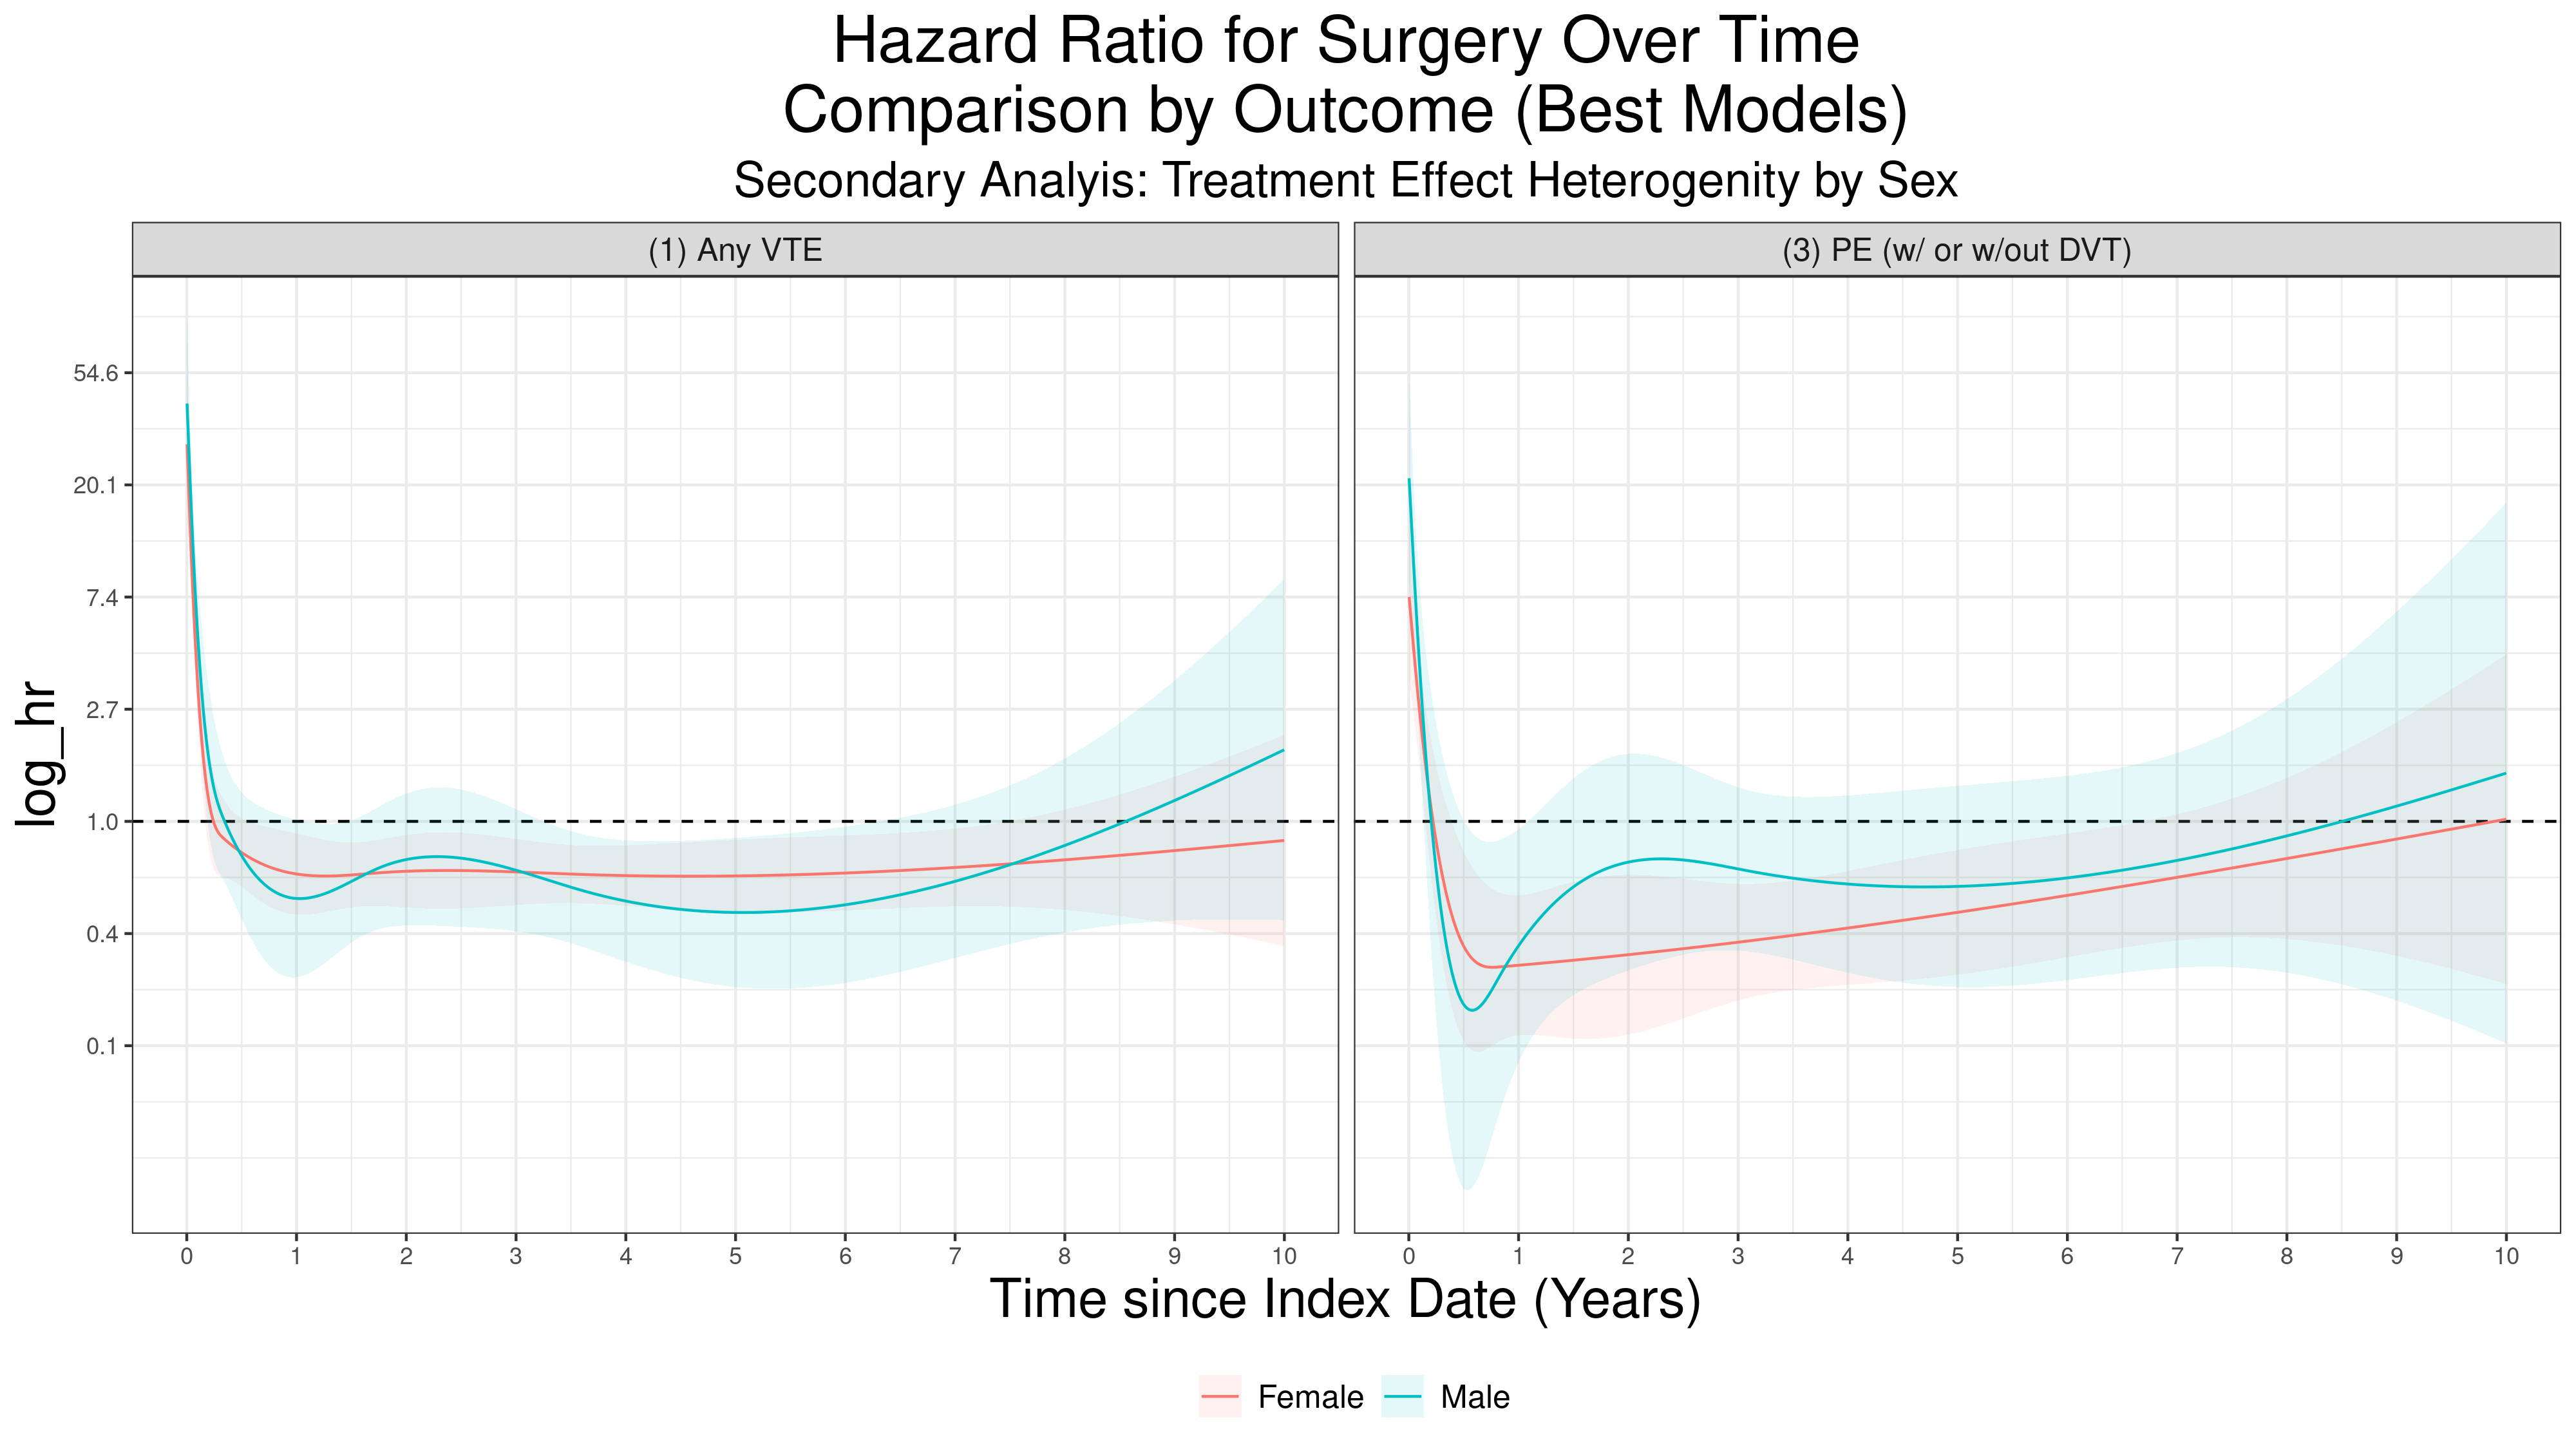 Hazard Ratio for Surgery Over Time
Comparison by Outcome (Best Models)
Secondary Analyis: Treatment Effect Heterogenity by Sex
(1) Any VTE
(3) PE (w/ or w/out DVT)
log_hr
54.6
20.1
7.4
2.7
1.0
0.4
0.1
0 1 2 3 4 5 6 7 8 9 10
0 1 2 3 4 5 6 7 8 9 10
Time since Index Date (Years)
Female Male